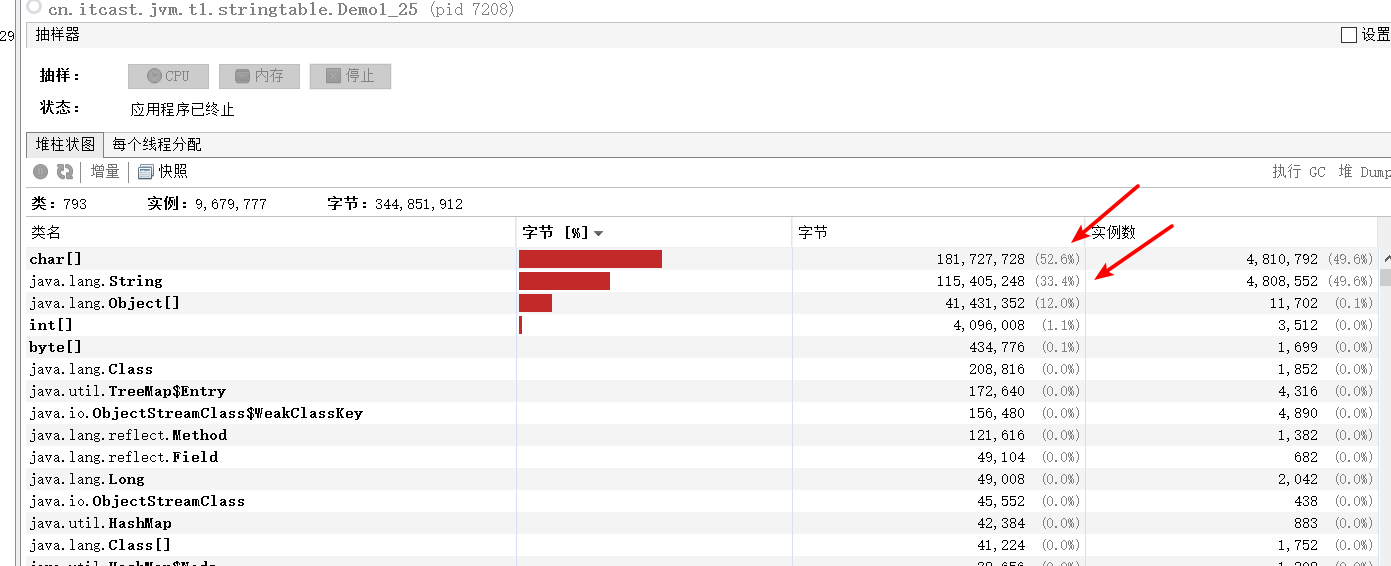 cn.itcast.jvm.t1.stringtable.Demo1_25 (pid 7208)
29 抽样器 设置
抽样： CPU 内存 停止
状态： 应用程序已终止
堆柱状图 每个线程分配
增量 快照 执行 GC 堆 Dump
类：793 实例：9,679,777 字节：344,851,912
类名 字节 [%] 字节 实例数
char[] 181,727,728 (52.6%) 4,810,792 (49.6%)
java.lang.String 115,405,248 (33.4%) 4,808,552 (49.6%)
java.lang.Object[] 41,431,352 (12.0%) 11,702 (0.1%)
int[] 4,096,008 (1.1%) 3,512 (0.0%)
byte[] 434,776 (0.1%) 1,699 (0.0%)
java.lang.Class 208,816 (0.0%) 1,852 (0.0%)
java.util.TreeMap$Entry 172,640 (0.0%) 4,316 (0.0%)
java.io.ObjectStreamClass$WeakClassKey 156,480 (0.0%) 4,890 (0.0%)
java.lang.reflect.Method 121,616 (0.0%) 1,382 (0.0%)
java.lang.reflect.Field 49,104 (0.0%) 682 (0.0%)
java.lang.Long 49,008 (0.0%) 2,042 (0.0%)
java.io.ObjectStreamClass 45,552 (0.0%) 438 (0.0%)
java.util.HashMap 42,384 (0.0%) 883 (0.0%)
java.lang.Class[] 41,224 (0.0%) 1,752 (0.0%)